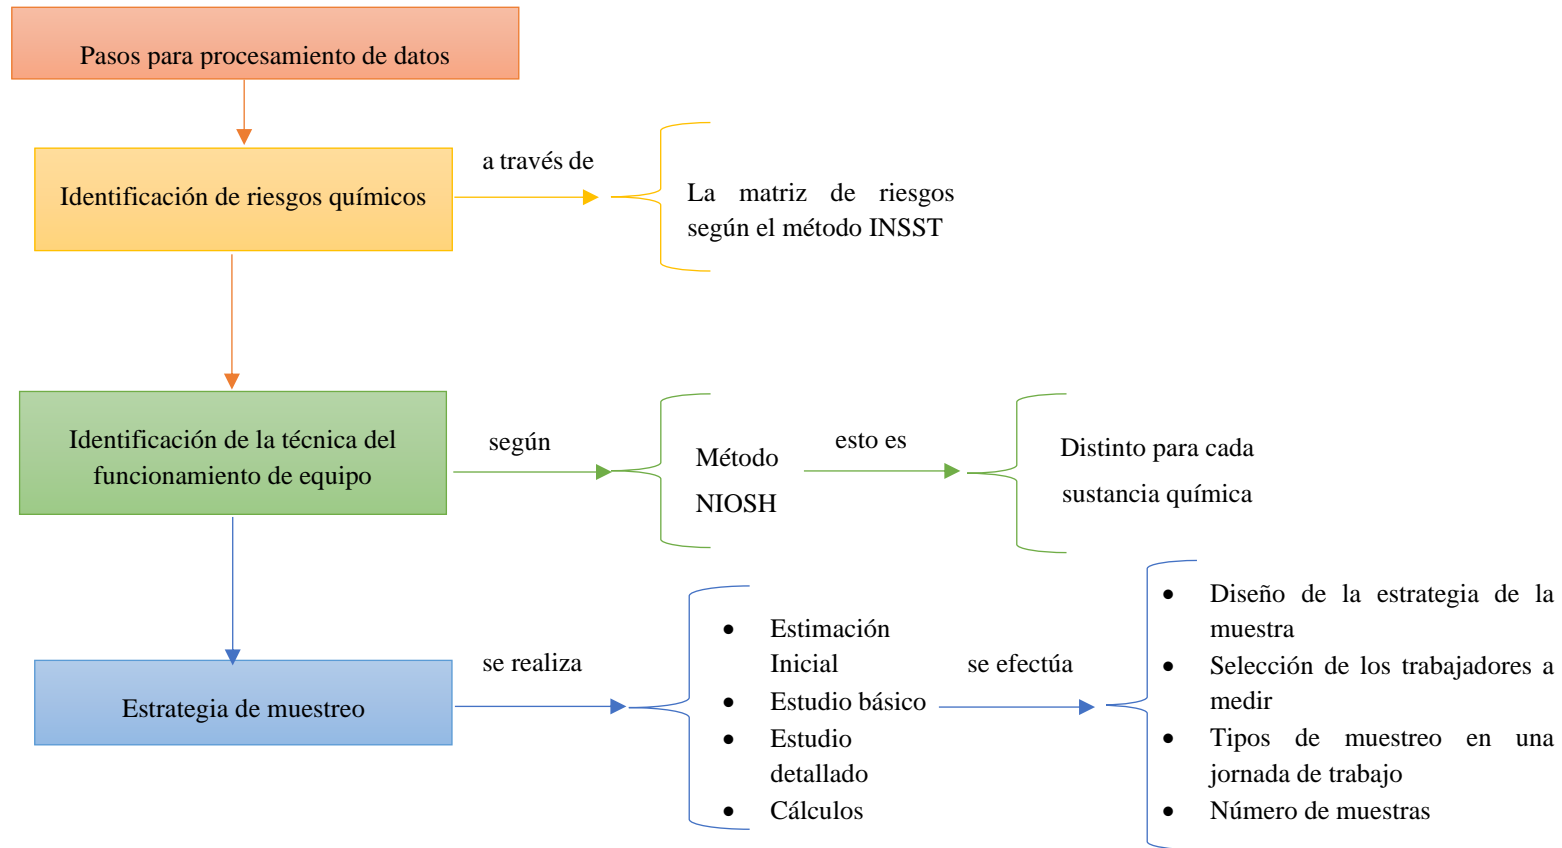 Pasos para procesamiento de datos
Identificación de riesgos químicos
a través de
La matriz de riesgos
según el método INSST
Identificación de la técnica del
funcionamiento de equipo
según
Método
NIOSH
esto es
Distinto para cada
sustancia química
Estrategia de muestreo
se realiza
• Estimación
Inicial
• Estudio básico
• Estudio
detallado
• Cálculos
se efectúa
• Diseño de la estrategia de la
muestra
• Selección de los trabajadores a
medir
• Tipos de muestreo en una
jornada de trabajo
• Número de muestras